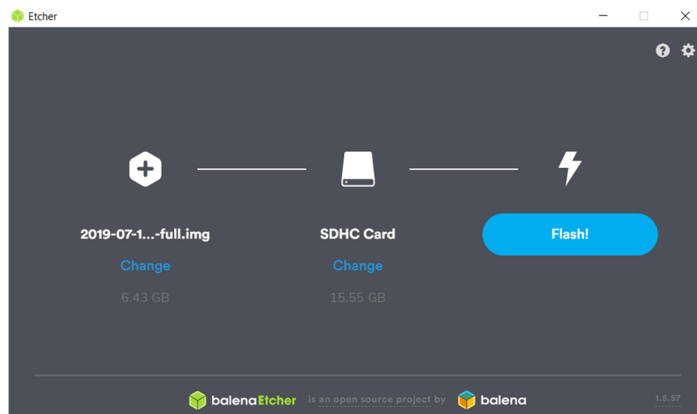 Etcher
2019-07-1...-full.img
SDHC Card
Flash!
Change
Change
6.43 GB
15.55 GB
balenaEtcher is an open source project by balena
1.5.57